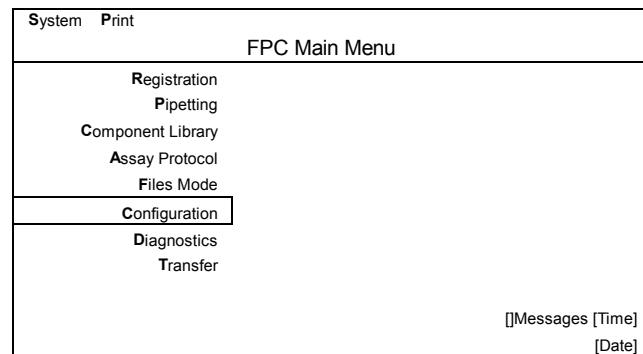 System Print
FPC Main Menu
Registration
Pipetting
Component Library
Assay Protocol
Files Mode
Configuration
Diagnostics
Transfer
[]Messages [Time]
[Date]